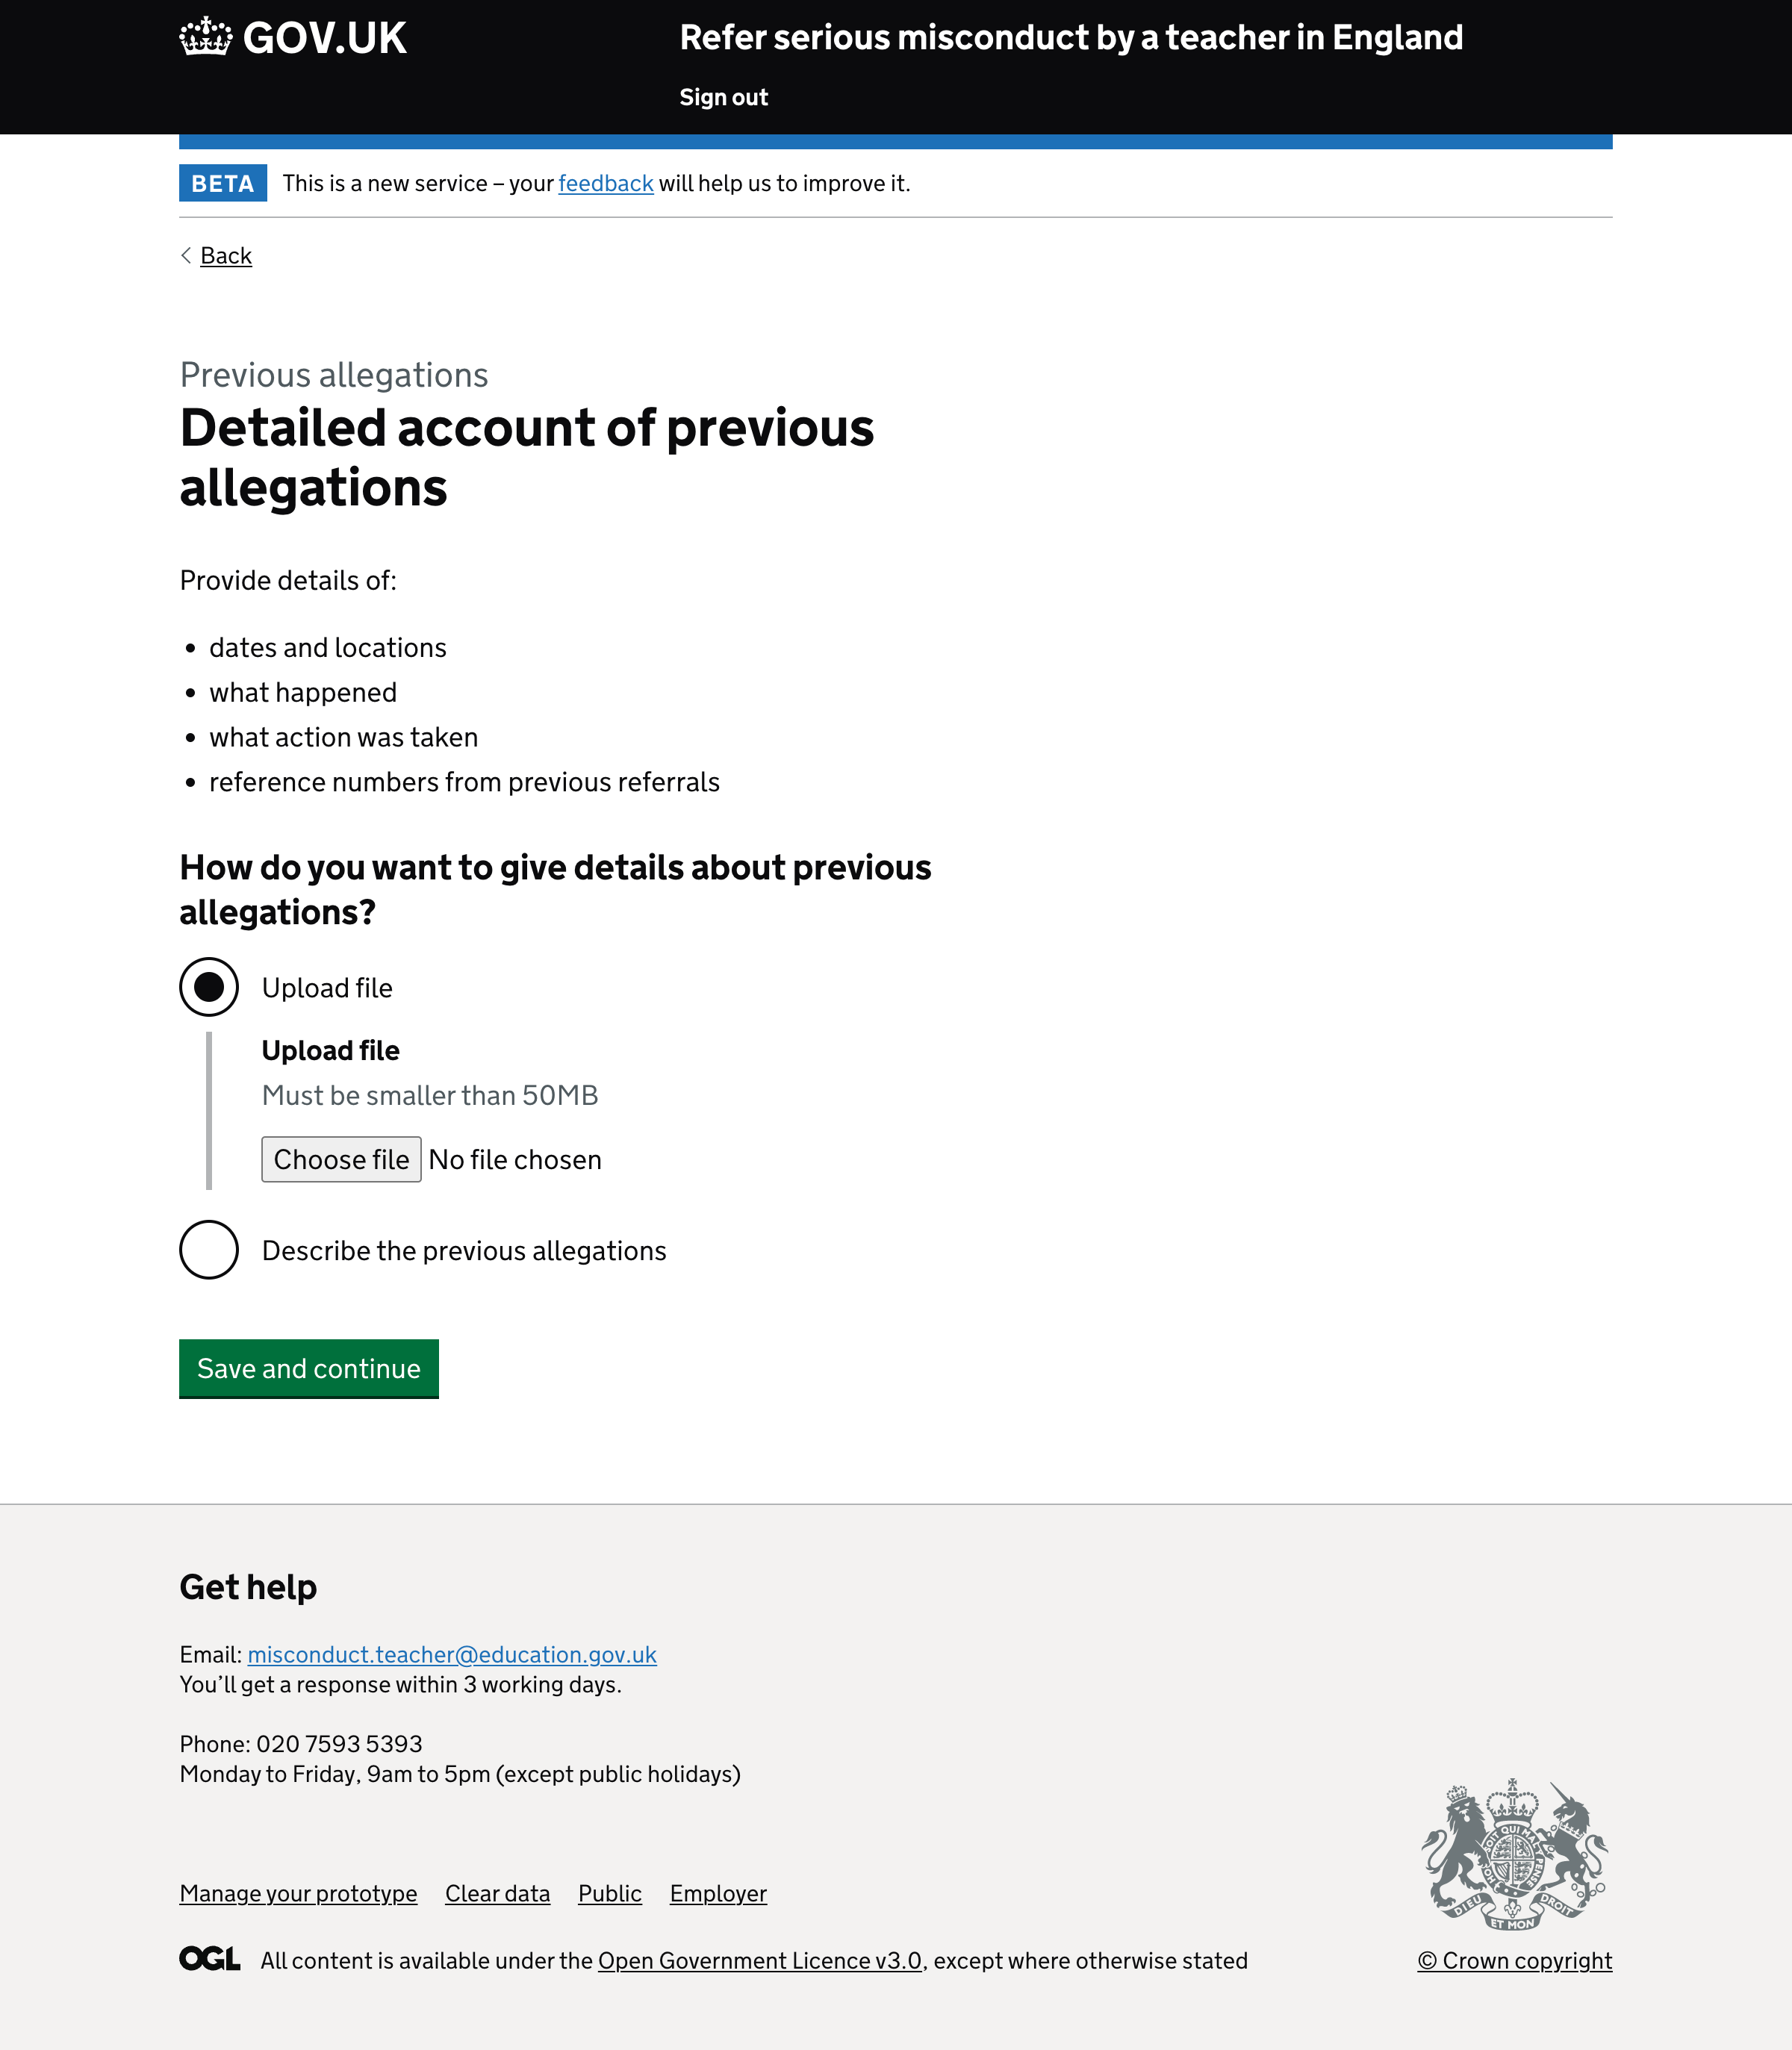 GOV.UK
Refer serious misconduct by a teacher in England
Sign out
BETA
This is a new service – your feedback will help us to improve it.
Back
Previous allegations
Detailed account of previous
allegations
Provide details of:
• dates and locations
• what happened
• what action was taken
• reference numbers from previous referrals
How do you want to give details about previous
allegations?
Upload file
Upload file
Must be smaller than 50MB
Choose file No file chosen
Describe the previous allegations
Save and continue
Get help
Email: misconduct.teacher@education.gov.uk
You’ll get a response within 3 working days.
Phone: 020 7593 5393
Monday to Friday, 9am to 5pm (except public holidays)
Manage your prototype Clear data Public Employer
DIEU ET MON DROIT
OGL All content is available under the Open Government Licence v3.0, except where otherwise stated
© Crown copyright